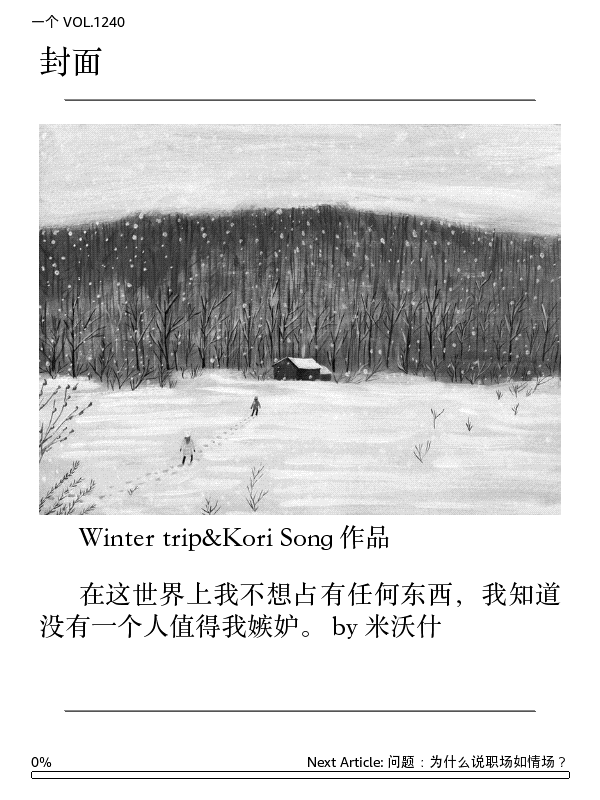 一个 VOL.1240
封面
Winter trip&Kori Song 作品
在这世界上我不想占有任何东西，我知道
没有一个人值得我嫉妒。 by 米沃什
0%
Next Article: 问题：为什么说职场如情场？